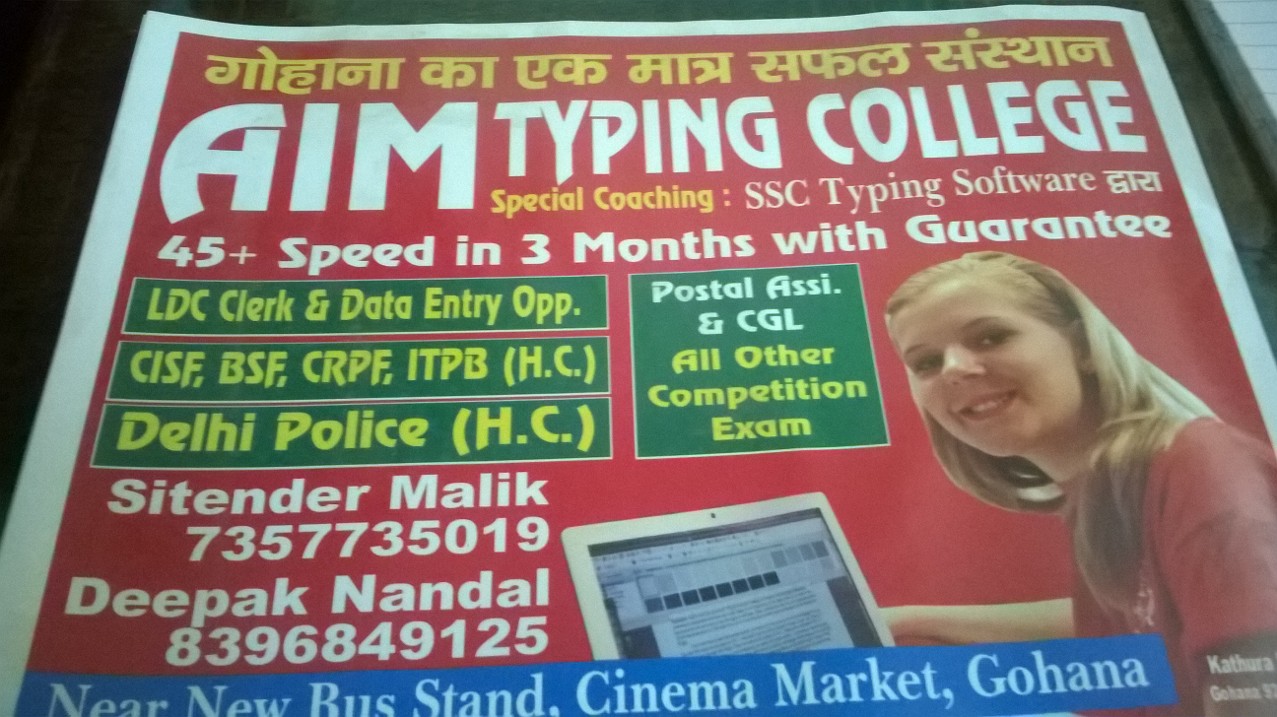 गोहाना का एक मात्र सफल संस्थान
AIM TYPING COLLEGE
Special Coaching : SSC Typing Software द्वारा
45+ Speed in 3 Months with Guarantee
LDC Clerk & Data Entry Opp.
CISF, BSF, CRPF, ITPB (H.C.)
Delhi Police (H.C.)
Postal Assi.
& CGL
All Other
Competition
Exam
Sitender Malik
7357735019
Deepak Nandal
8396849125
Near New Bus Stand, Cinema Market, Gohana
Kathura
Gohana